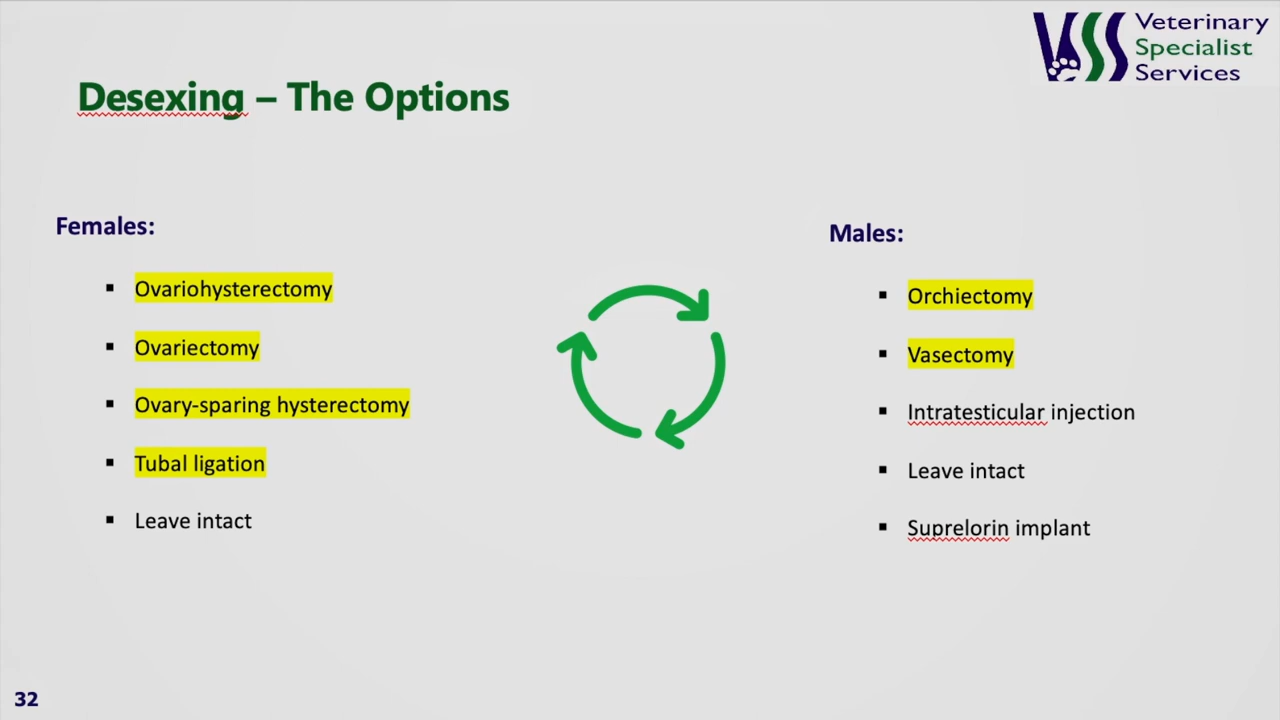 Veterinary
Specialist
Services
Desexing – The Options
Females:
Ovariohysterectomy
Ovariectomy
Ovary-sparing hysterectomy
Tubal ligation
Leave intact
Males:
Orchiectomy
Vasectomy
Intratesticular injection
Leave intact
Suprelorin implant
32